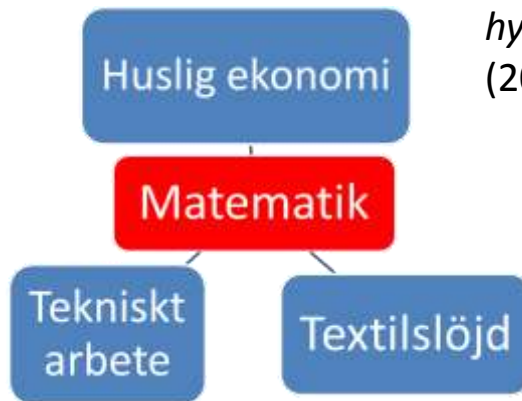 Huslig ekonomi
Matematik
Tekniskt
arbete
Textilslöjd